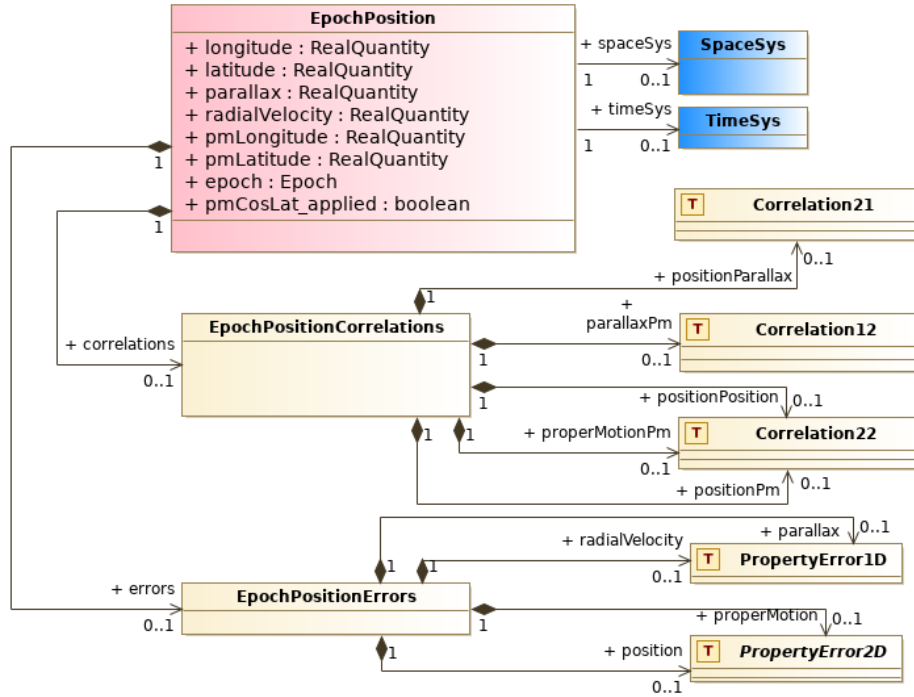 EpochPosition
+ longitude : RealQuantity
+ latitude : RealQuantity
+ parallax : RealQuantity
+ radialVelocity : RealQuantity
+ pmLongitude : RealQuantity
+ pmLatitude : RealQuantity
+ epoch : Epoch
+ pmCosLat_applied : boolean
+ spaceSys
1
0..1
SpaceSys
+ timeSys
1
0..1
TimeSys
1
1
T
Correlation21
0..1
+ positionParallax
1
EpochPositionCorrelations
+ correlations
0..1
+
parallaxPm
1
0..1
T
Correlation12
1
+ positionPosition
0..1
1
1
+ properMotionPm
0..1
T
Correlation22
+ positionPm
0..1
+ parallax
0..1
1
1
+ radialVelocity
0..1
T
PropertyError1D
+ errors
0..1
EpochPositionErrors
1
+ properMotion
0..1
1
+ position
0..1
T
PropertyError2D